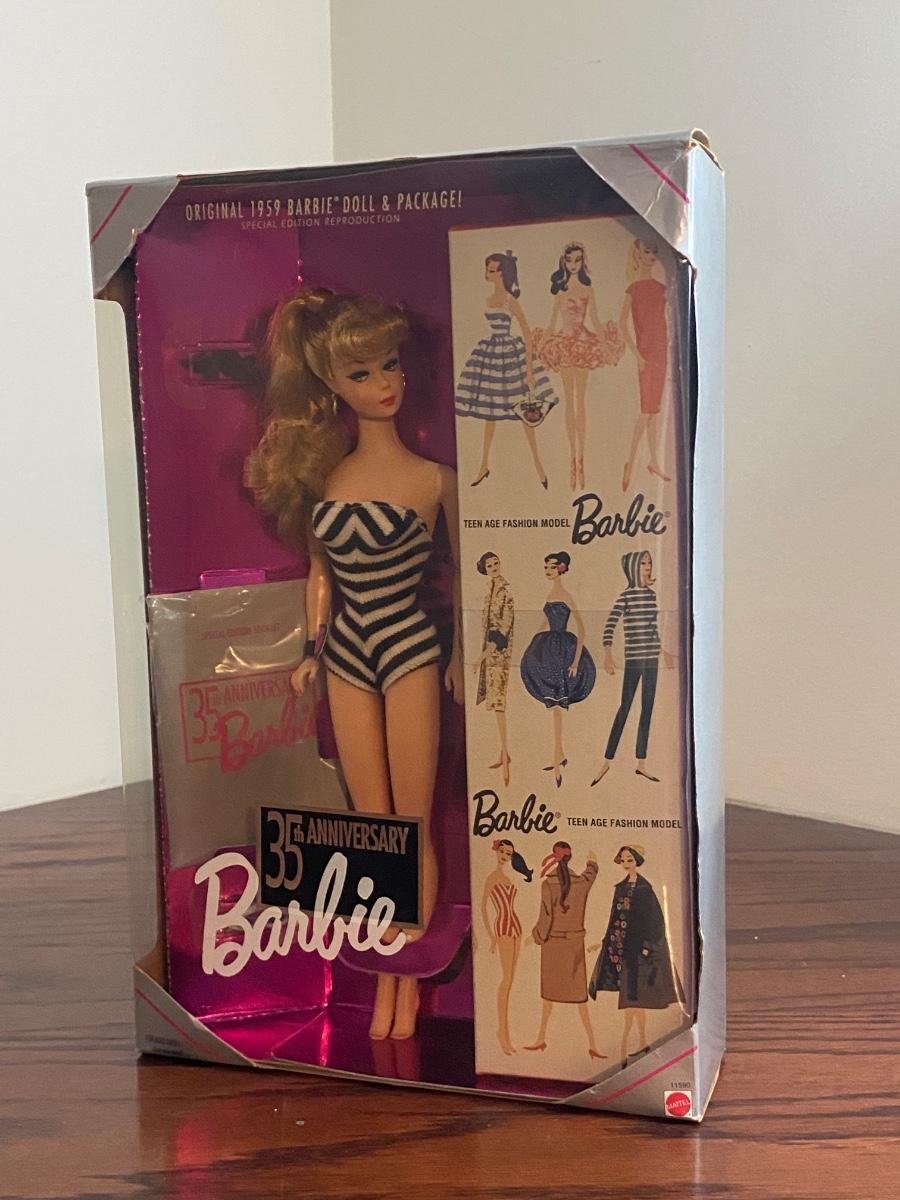 ORIGINAL 1959 BARBIE® DOLL & PACKAGE!
SPECIAL EDITION REPRODUCTION
TEEN AGE FASHION MODEL Barbie®
SPECIAL EDITION BOOKLET
35th ANNIVERSARY
Barbie
Barbie® TEEN AGE FASHION MODEL
35th ANNIVERSARY
Barbie
11590
MATTEL